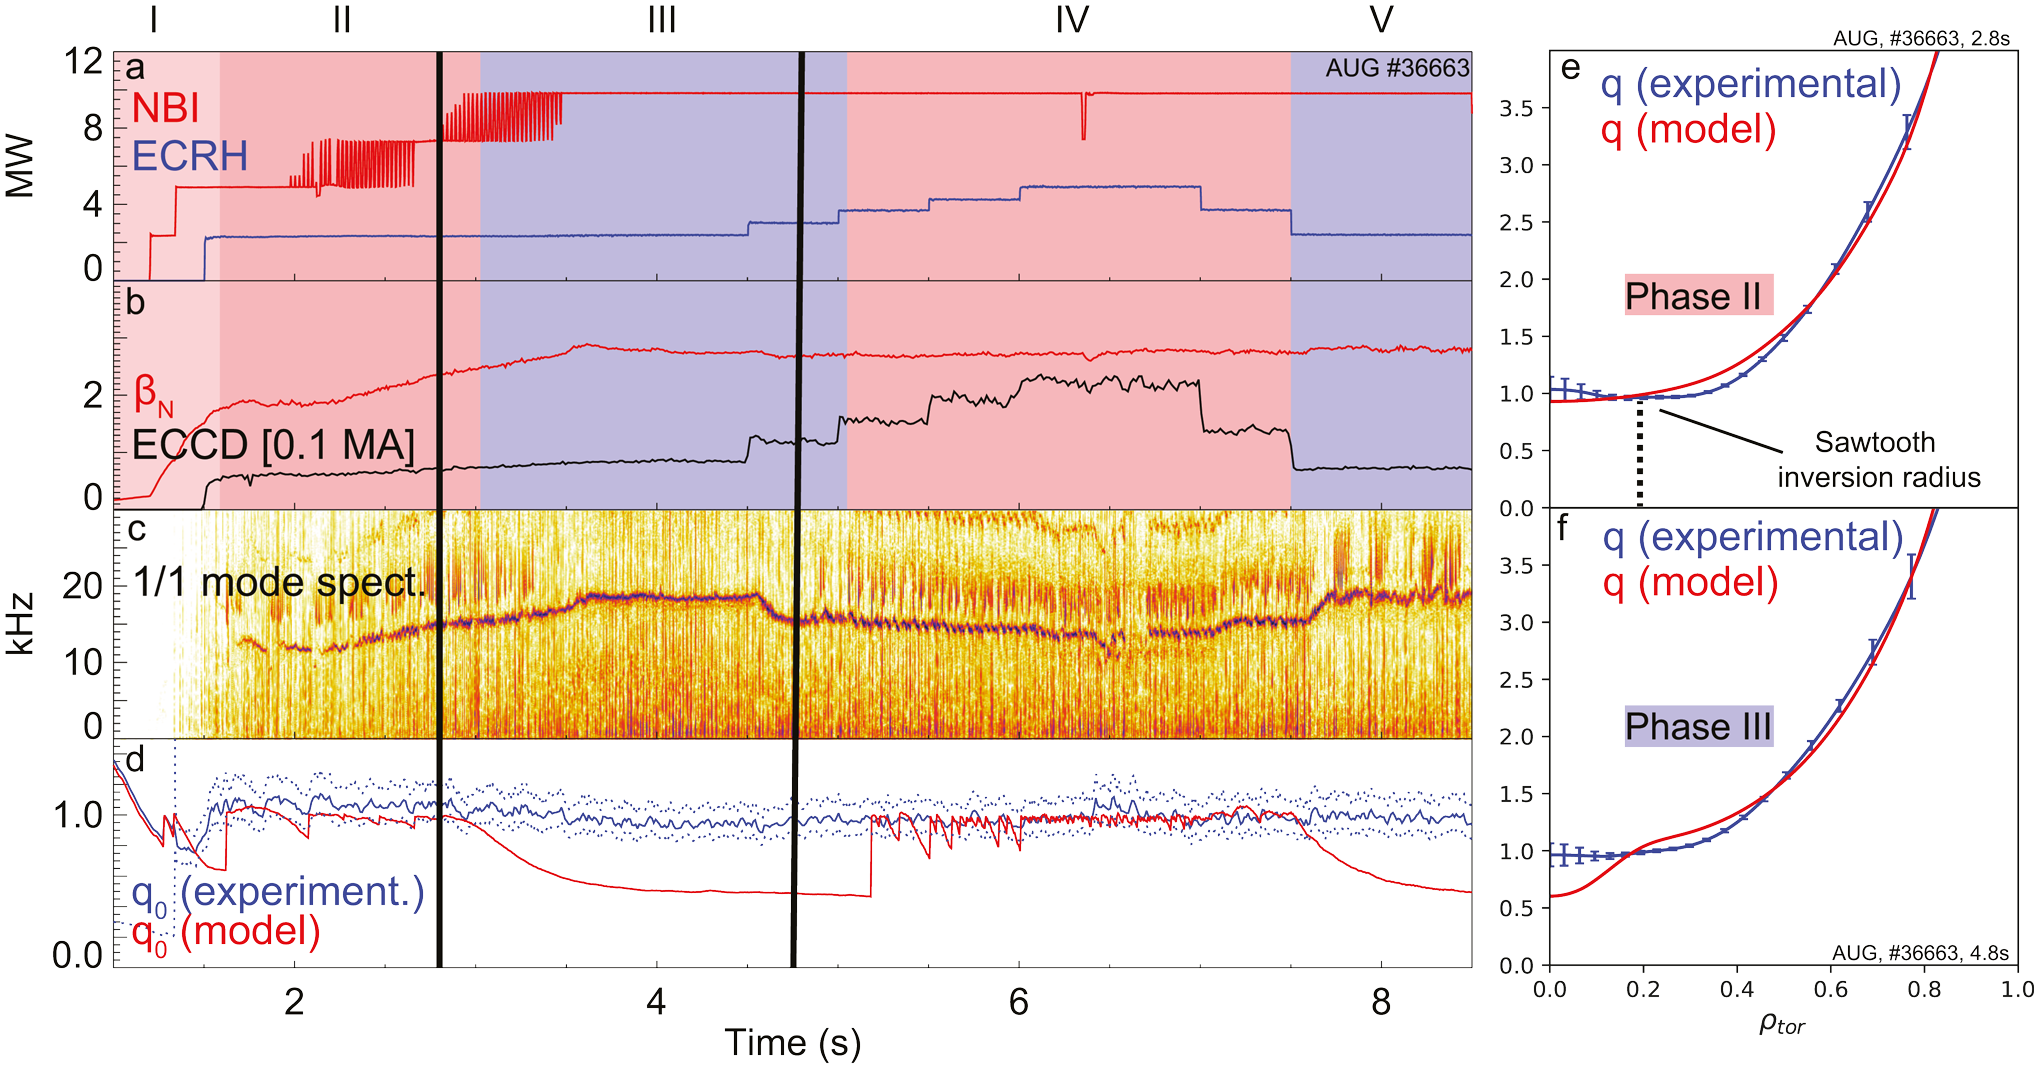 I II III IV V
a
AUG #36663
NBI
ECRH
MW
12
8
4
0
b
βN
ECCD [0.1 MA]
2
0
c
1/1 mode spect.
kHz
20
10
0
d
1.0
q0 (experiment.)
q0 (model)
0.0
2 4 6 8
Time (s)
AUG, #36663, 2.8s
e
q (experimental)
q (model)
3.5
3.0
2.5
2.0
Phase II
1.5
1.0
Sawtooth
inversion radius
0.5
0.0
f
q (experimental)
q (model)
3.5
3.0
2.5
2.0
Phase III
1.5
1.0
0.5
AUG, #36663, 4.8s
0.0
0.0 0.2 0.4 0.6 0.8 1.0
ρtor